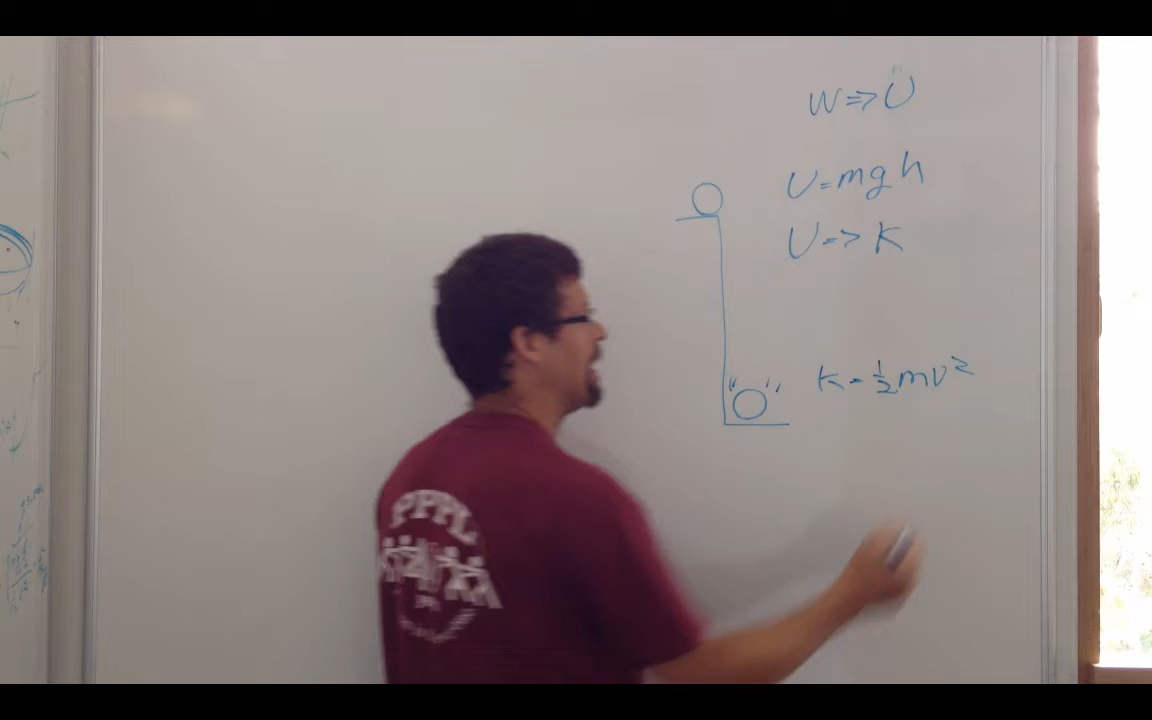 W => U
U = mgh
U => K
K = ½mv²
PPPL